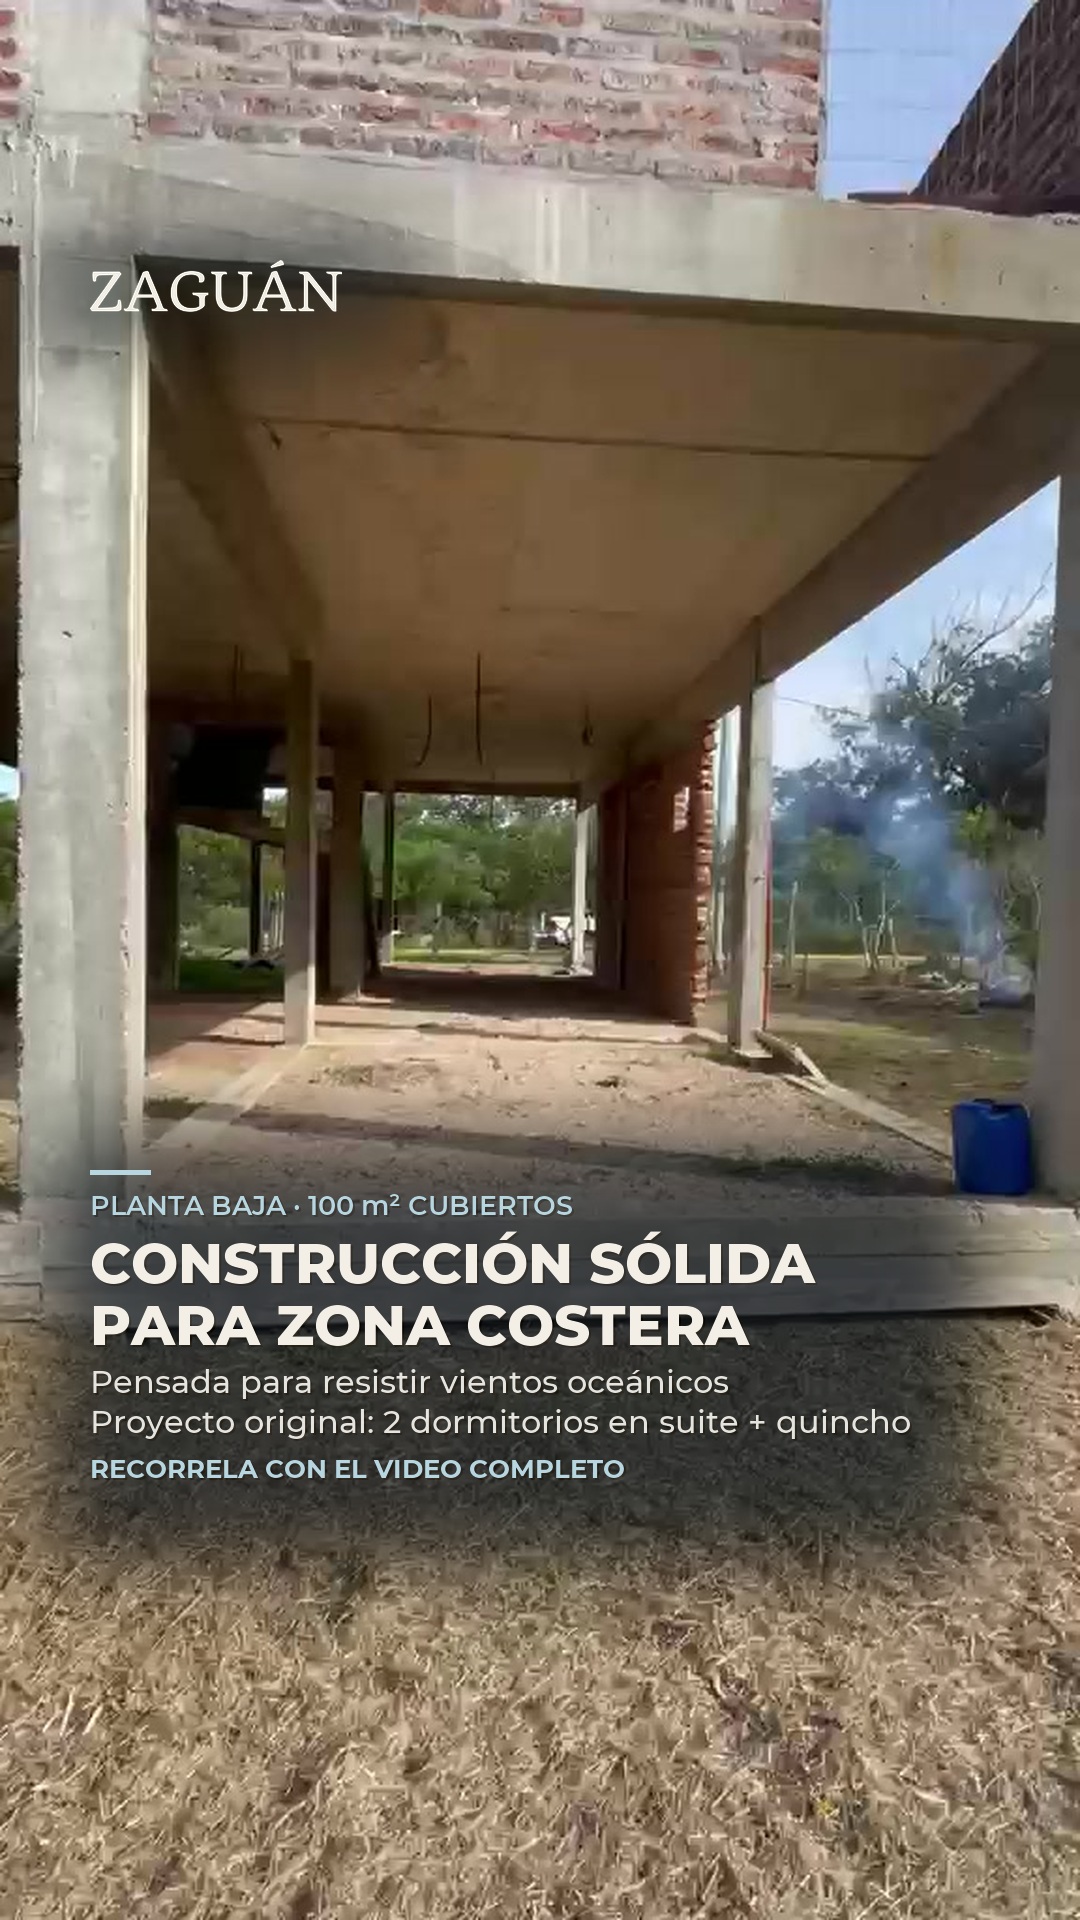 ZAGUÁN
PLANTA BAJA · 100 m² CUBIERTOS
CONSTRUCCIÓN SÓLIDA
PARA ZONA COSTERA
Pensada para resistir vientos oceánicos
Proyecto original: 2 dormitorios en suite + quincho
RECORRELA CON EL VIDEO COMPLETO